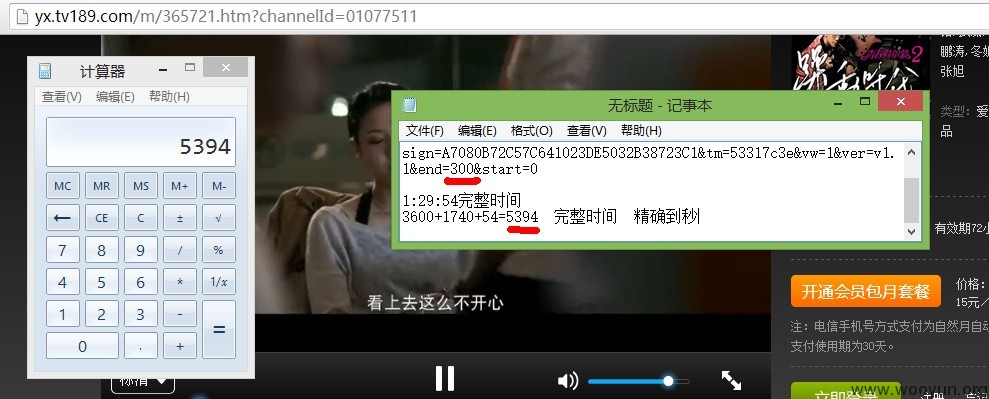 yx.tv189.com/m/365721.htm?channelId=01077511
计算器
查看(V) 编辑(E) 帮助(H)
5394
MC MR MS M+ M-
← CE C ± √
7 8 9 / %
4 5 6 * 1/x
1 2 3 - =
0 . +
无标题 - 记事本
文件(F) 编辑(E) 格式(O) 查看(V) 帮助(H)
sign=A7080B72C57C641023DE5032B38723C1&tm=53317c3e&vw=1&ver=v1.
1&end=300&start=0
1:29:54完整时间
3600+1740+54=5394 完整时间 精确到秒
看上去这么不开心
标清
2
鹏涛,冬
张旭
类型: 爱
品
有效期72小
开通会员包月套餐
价格:
15元/
注: 电信手机号方式支付为自然月自动
支付使用期为30天。
立即登录
注册
www.wooyun.org